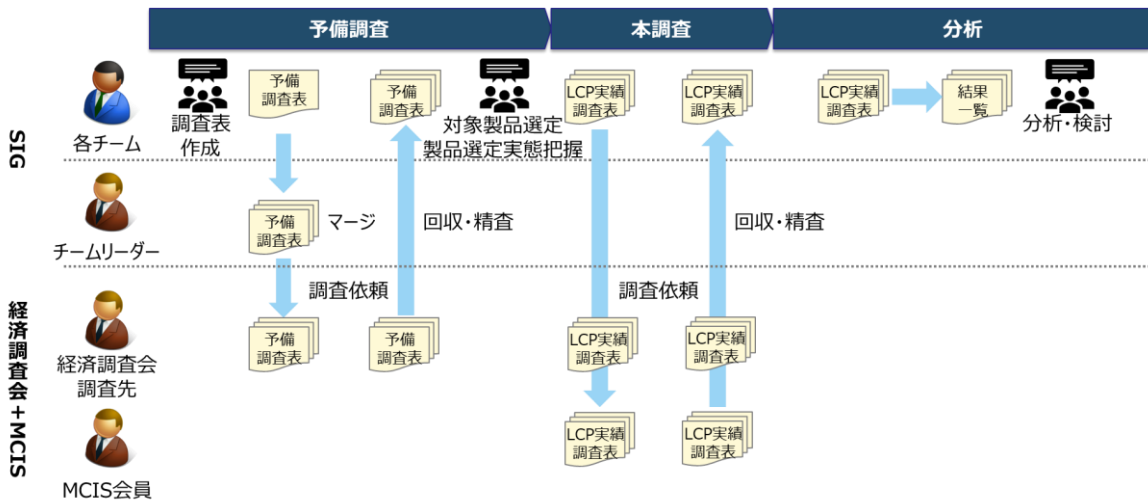 予備調査
本調査
分析
SIG
各チーム
調査表
作成
予備
調査表
予備
調査表
対象製品選定
製品選定実態把握
LCP実績
調査表
LCP実績
調査表
LCP実績
調査表
結果
一覧
分析・検討
チームリーダー
予備
調査表
マージ
回収・精査
回収・精査
経済調査会+MCIS
調査依頼
調査依頼
経済調査会
調査先
予備
調査表
予備
調査表
LCP実績
調査表
LCP実績
調査表
MCIS会員
LCP実績
調査表
LCP実績
調査表